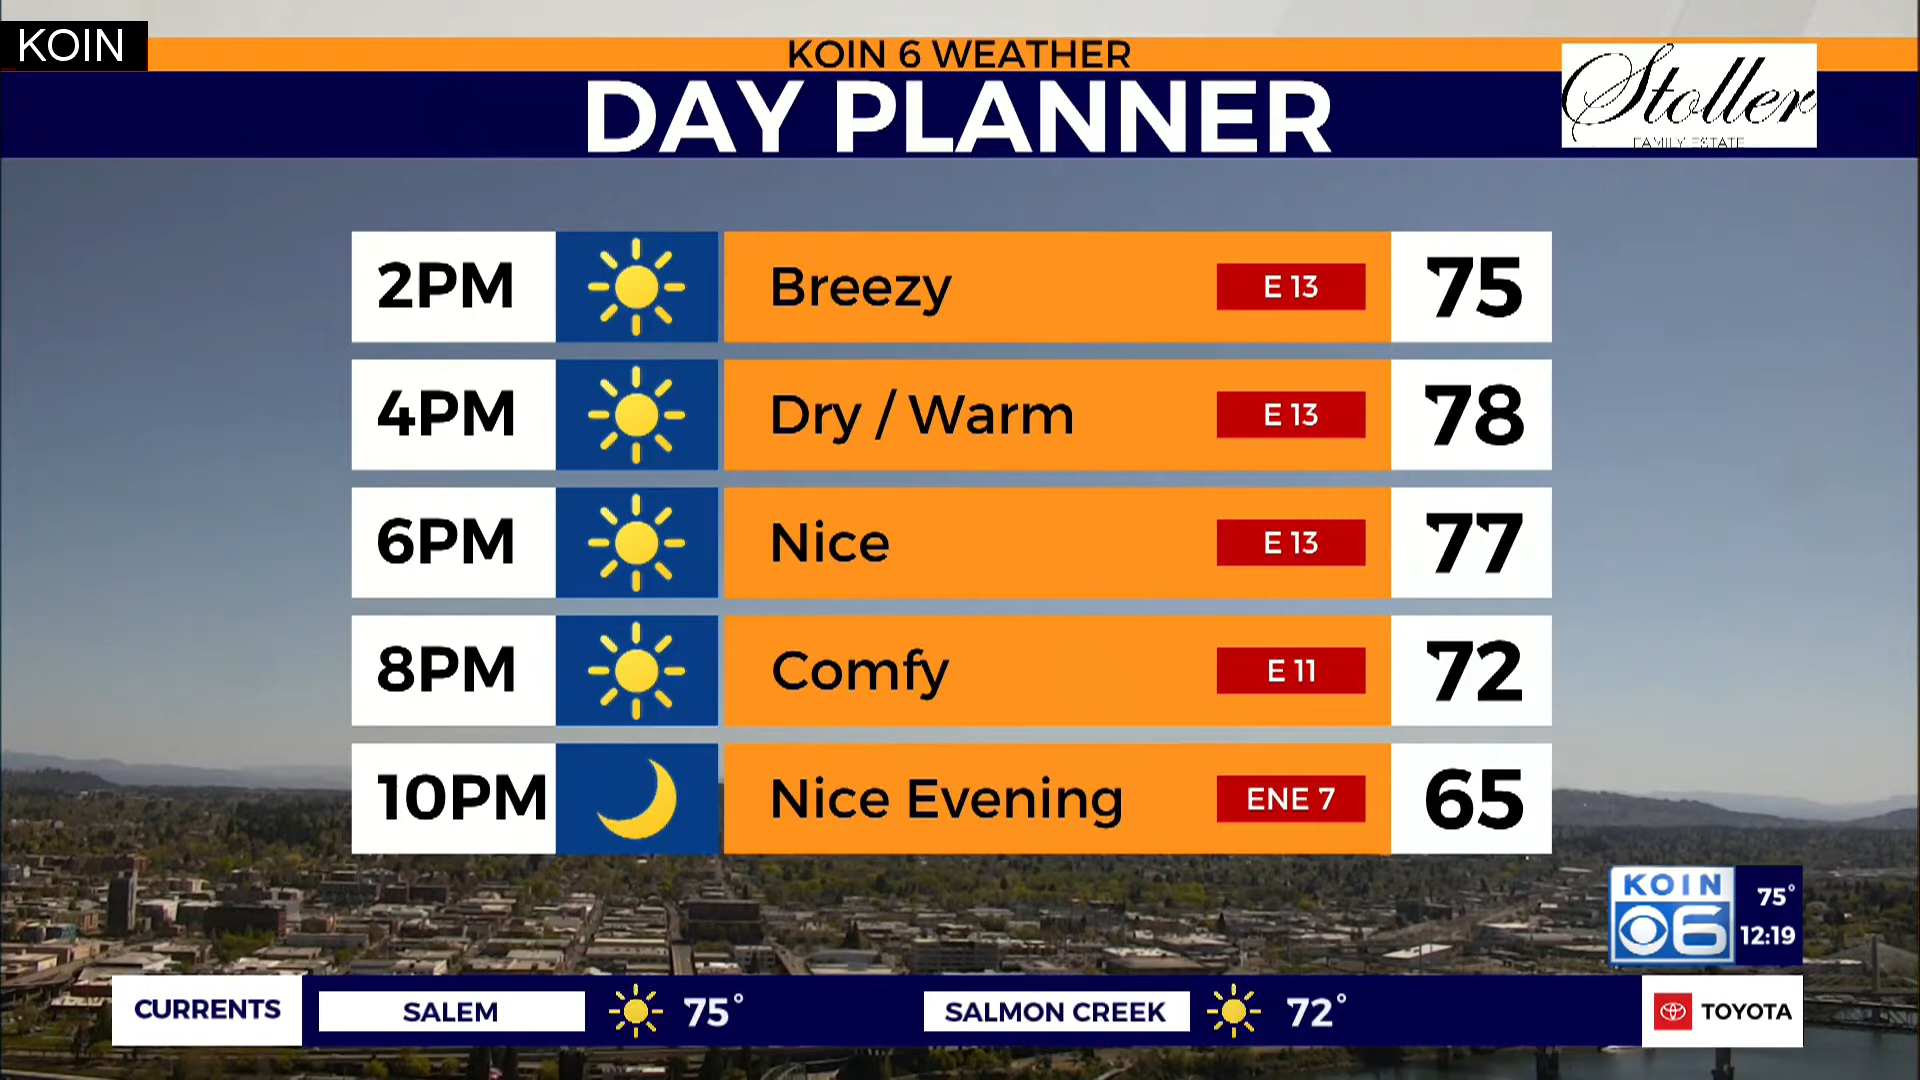 KOIN
KOIN 6 WEATHER
DAY PLANNER
Stoller
FAMILY ESTATE
2PM Breezy E 13 75
4PM Dry / Warm E 13 78
6PM Nice E 13 77
8PM Comfy E 11 72
10PM Nice Evening ENE 7 65
KOIN 6
75°
12:19
CURRENTS SALEM 75° SALMON CREEK 72° TOYOTA